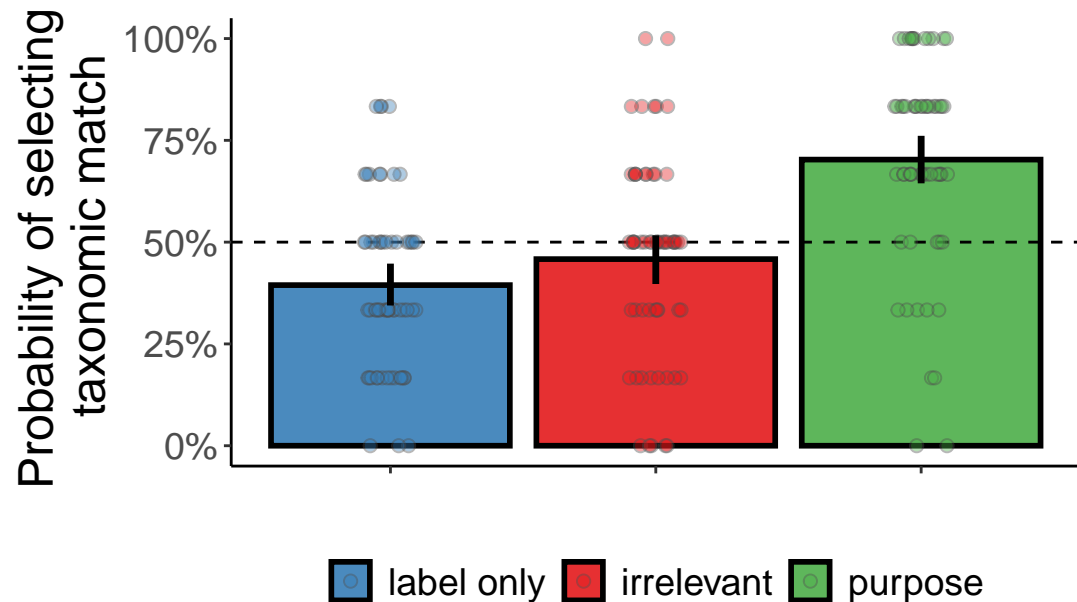 Probability of selecting
taxonomic match
100%
75%
50%
25%
0%
label only irrelevant purpose